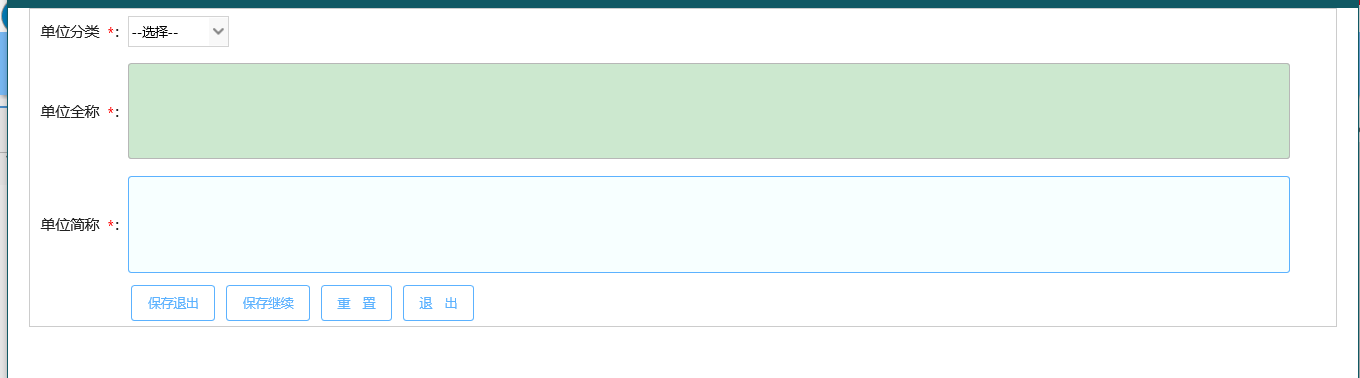 单位分类 *: --选择--
单位全称 *:
单位简称 *:
保存退出 保存继续 重 置 退 出